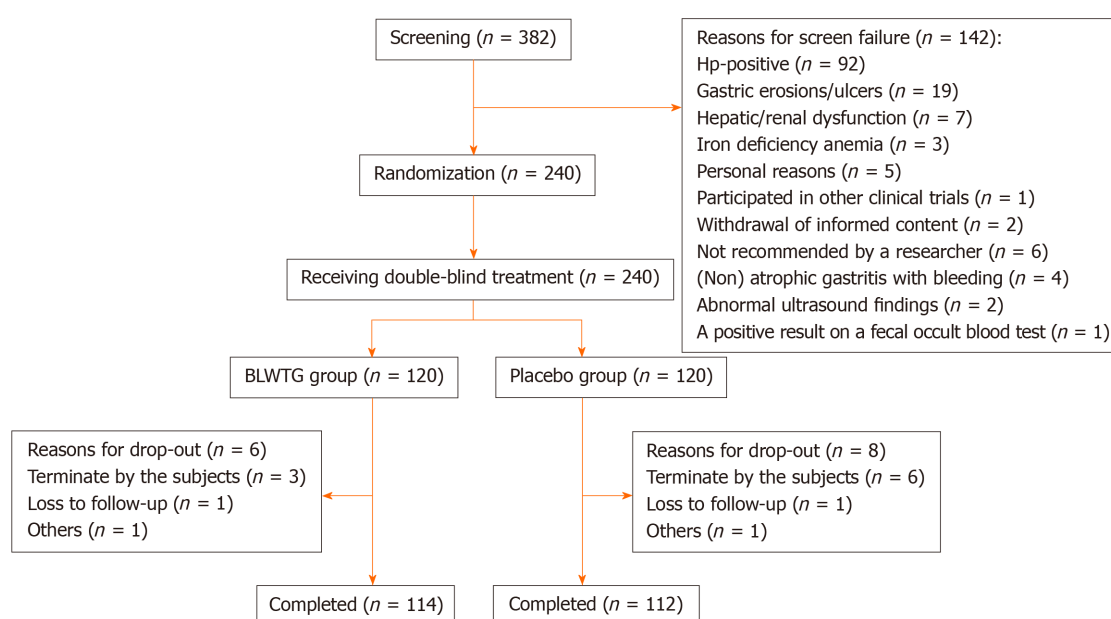 Screening (n = 382)
Reasons for screen failure (n = 142):
Hp-positive (n = 92)
Gastric erosions/ulcers (n = 19)
Hepatic/renal dysfunction (n = 7)
Iron deficiency anemia (n = 3)
Personal reasons (n = 5)
Participated in other clinical trials (n = 1)
Withdrawal of informed content (n = 2)
Not recommended by a researcher (n = 6)
(Non) atrophic gastritis with bleeding (n = 4)
Abnormal ultrasound findings (n = 2)
A positive result on a fecal occult blood test (n = 1)
Randomization (n = 240)
Receiving double-blind treatment (n = 240)
BLWTG group (n = 120)
Placebo group (n = 120)
Reasons for drop-out (n = 6)
Terminate by the subjects (n = 3)
Loss to follow-up (n = 1)
Others (n = 1)
Reasons for drop-out (n = 8)
Terminate by the subjects (n = 6)
Loss to follow-up (n = 1)
Others (n = 1)
Completed (n = 114)
Completed (n = 112)